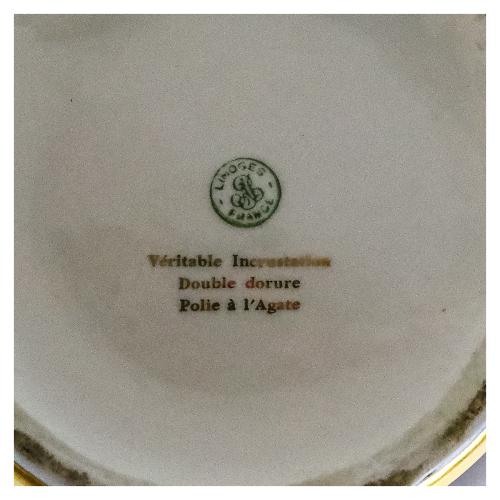 LIMOGES
FRANCE
Véritable Incrustation
Double dorure
Polie à l'Agate